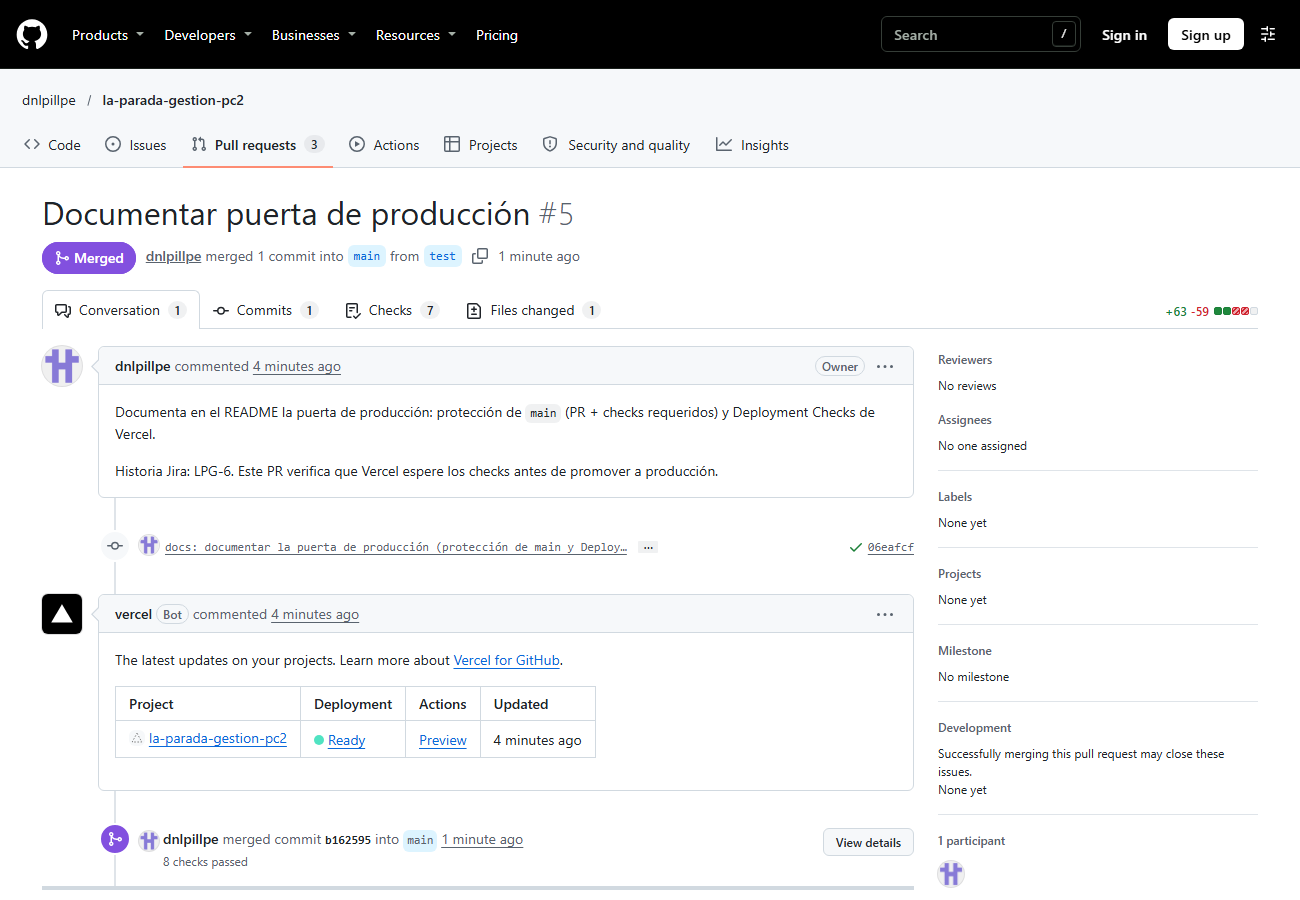 Products Developers Businesses Resources Pricing Search / Sign in Sign up
dnlpillpe / la-parada-gestion-pc2
Code Issues Pull requests 3 Actions Projects Security and quality Insights
Documentar puerta de producción #5
Merged dnlpillpe merged 1 commit into main from test 1 minute ago
Conversation 1 Commits 1 Checks 7 Files changed 1 +63 -59
dnlpillpe commented 4 minutes ago Owner ...
Documenta en el README la puerta de producción: protección de main (PR + checks requeridos) y Deployment Checks de
Vercel.
Historia Jira: LPG-6. Este PR verifica que Vercel espere los checks antes de promover a producción.
docs: documentar la puerta de producción (protección de main y Deploy… ... 06eafcf
vercel Bot commented 4 minutes ago ...
The latest updates on your projects. Learn more about Vercel for GitHub.
Project Deployment Actions Updated
la-parada-gestion-pc2 Ready Preview 4 minutes ago
dnlpillpe merged commit b162595 into main 1 minute ago View details
8 checks passed
Reviewers
No reviews
Assignees
No one assigned
Labels
None yet
Projects
None yet
Milestone
No milestone
Development
Successfully merging this pull request may close these
issues.
None yet
1 participant